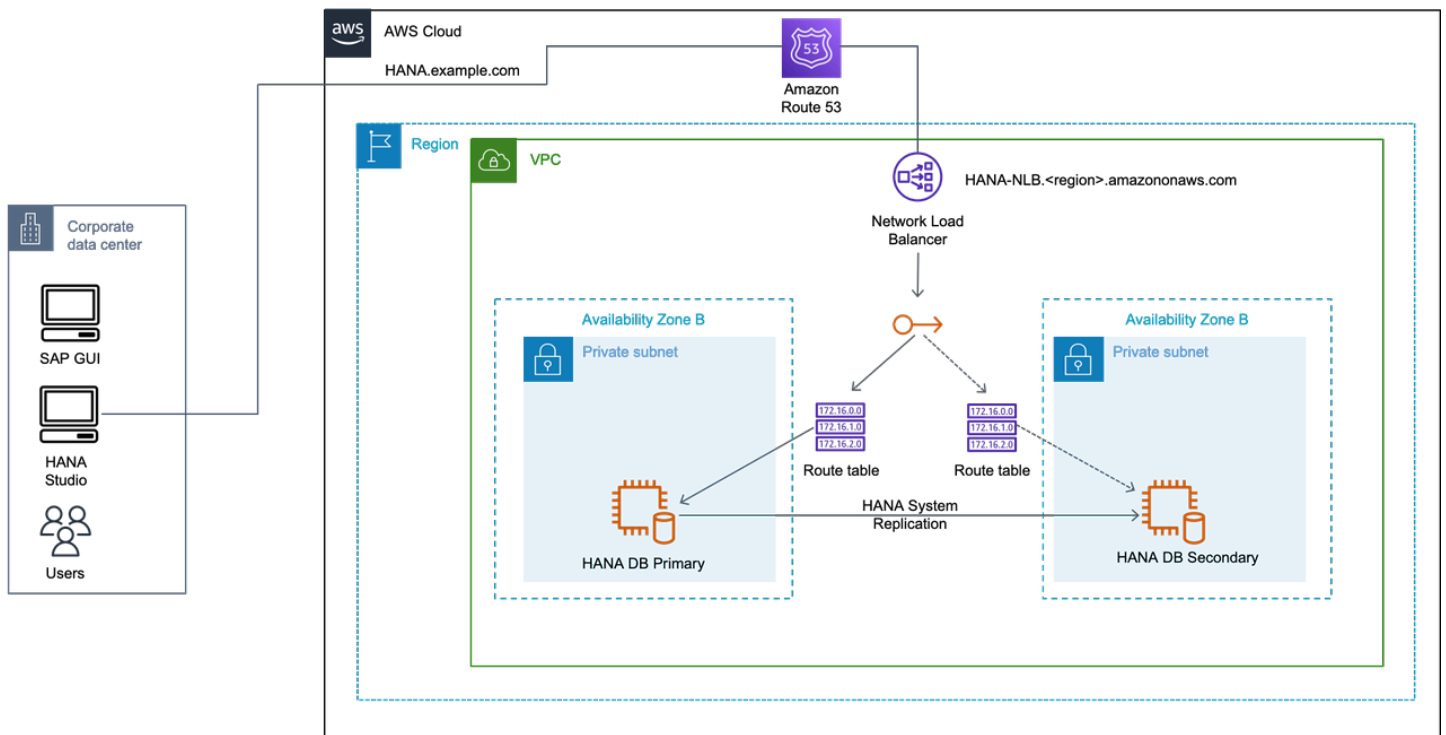 aws
AWS Cloud
HANA.example.com
53
Amazon
Route 53
Region
VPC
HANA-NLB.<region>.amazononaws.com
Network Load
Balancer
Corporate
data center
SAP GUI
HANA
Studio
Users
Availability Zone B
Private subnet
Availability Zone B
Private subnet
172.16.0.0
172.16.1.0
172.16.2.0
Route table
172.16.0.0
172.16.1.0
172.16.2.0
Route table
HANA System
Replication
HANA DB Primary
HANA DB Secondary